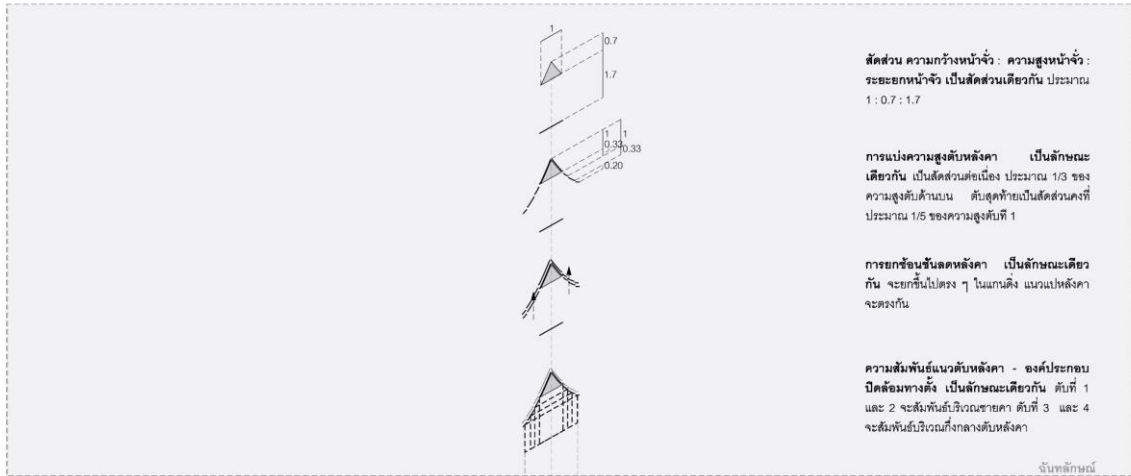 1
0.7
1.7
สัดส่วน ความกว้างหน้าจั่ว : ความสูงหน้าจั่ว :
ระยะยกหน้าจั่ว เป็นสัดส่วนเดียวกัน ประมาณ
1 : 0.7 : 1.7
1
1
0.33
0.33
0.20
การแบ่งความสูงตับหลังคา เป็นลักษณะ
เดียวกัน เป็นสัดส่วนต่อเนื่อง ประมาณ 1/3 ของ
ความสูงตับด้านบน ตับสุดท้ายเป็นสัดส่วนคงที่
ประมาณ 1/5 ของความสูงตับที่ 1
การยกซ้อนชั้นลดหลังคา เป็นลักษณะเดียว
กัน จะยกขึ้นไปตรง ๆ ในแกนดิ่ง แนวแปหลังคา
จะตรงกัน
ความสัมพันธ์แนวตับหลังคา - องค์ประกอบ
ปิดล้อมทางตั้ง เป็นลักษณะเดียวกัน ตับที่ 1
และ 2 จะสัมพันธ์บริเวณชายคา ตับที่ 3 และ 4
จะสัมพันธ์บริเวณกึ่งกลางตับหลังคา
ฉันทลักษณ์